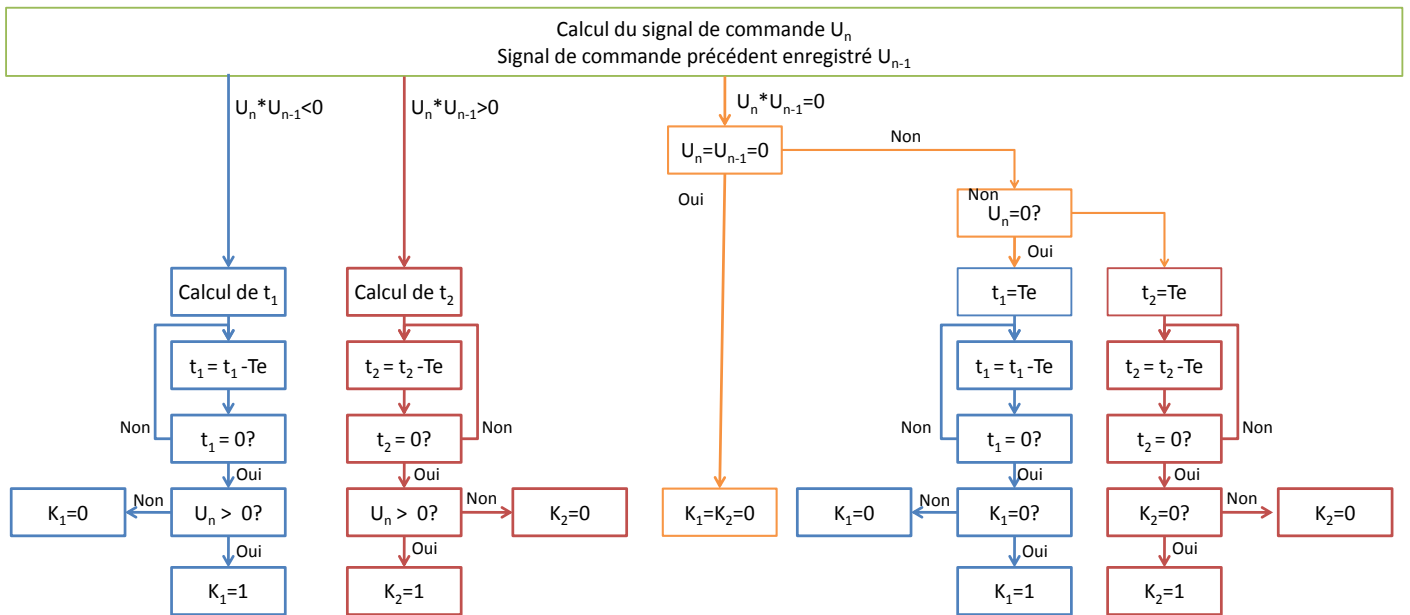 Calcul du signal de commande Uₙ
Signal de commande précédent enregistré Uₙ₋₁
Uₙ*Uₙ₋₁<0
Uₙ*Uₙ₋₁>0
Uₙ*Uₙ₋₁=0
Uₙ=Uₙ₋₁=0
Non
Oui
Non
Uₙ=0?
Oui
Calcul de t₁
Calcul de t₂
t₁=Te
t₂=Te
t₁ = t₁ -Te
t₂ = t₂ -Te
t₁ = t₁ -Te
t₂ = t₂ -Te
Non
t₁ = 0?
t₂ = 0?
Non
Non
t₁ = 0?
t₂ = 0?
Non
Oui
Oui
Oui
Oui
K₁=0
Non
Uₙ > 0?
Uₙ > 0?
Non
K₂=0
K₁=K₂=0
K₁=0
Non
K₁=0?
K₂=0?
Non
K₂=0
Oui
Oui
Oui
Oui
K₁=1
K₂=1
K₁=1
K₂=1